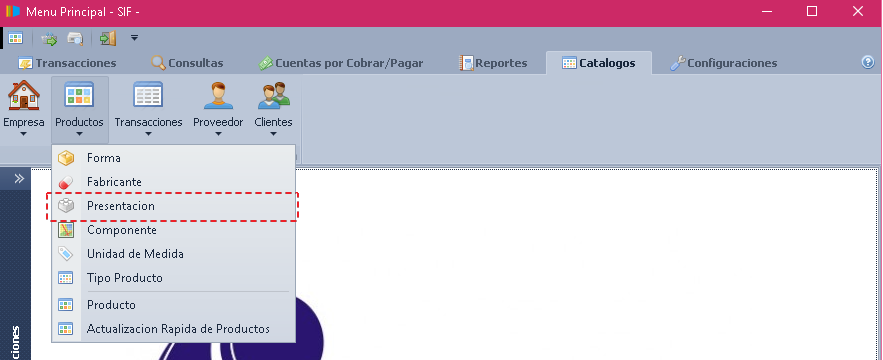 Menu Principal - SIF -
Transacciones Consultas Cuentas por Cobrar/Pagar Reportes Catalogos Configuraciones
Empresa Productos Transacciones Proveedor Clientes
Forma
Fabricante
Presentacion
Componente
Unidad de Medida
Tipo Producto
Producto
Actualizacion Rapida de Productos
ciones